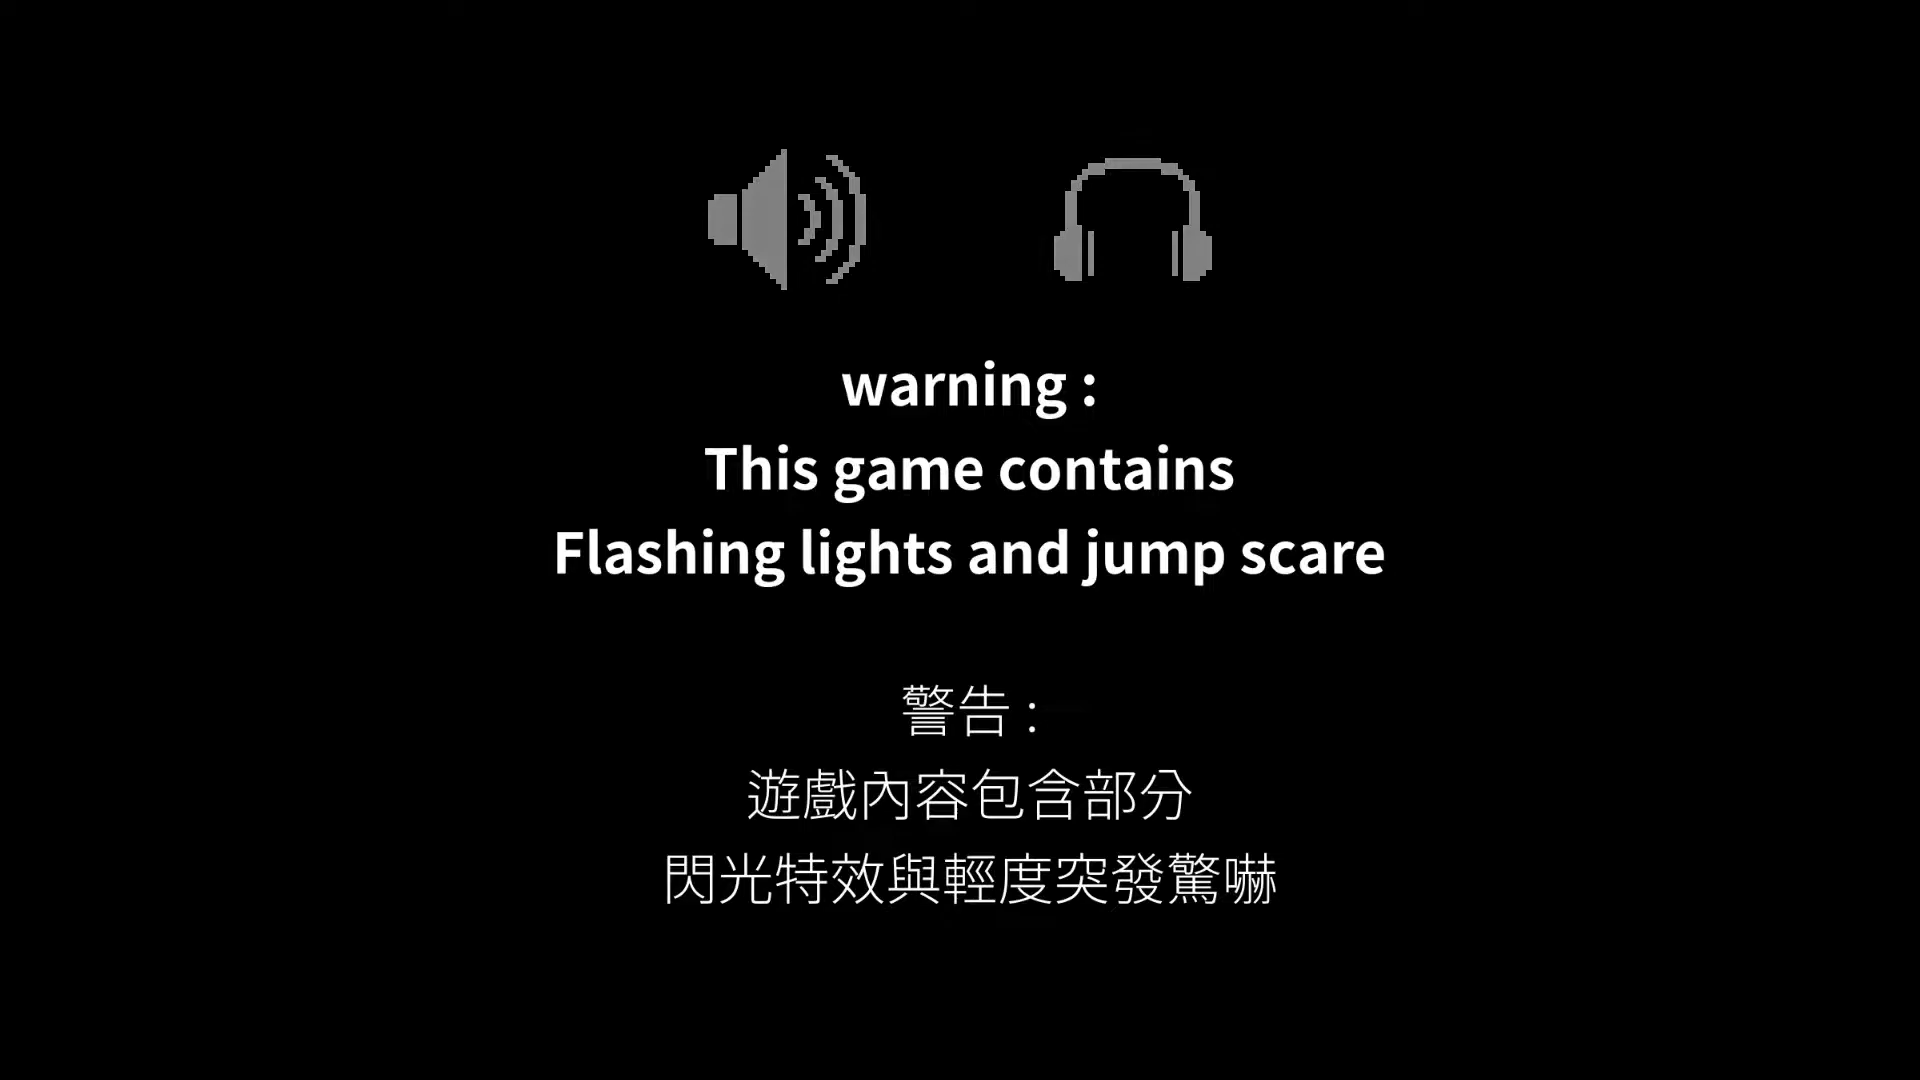 warning :
This game contains
Flashing lights and jump scare
警告 :
遊戲內容包含部分
閃光特效與輕度突發驚嚇